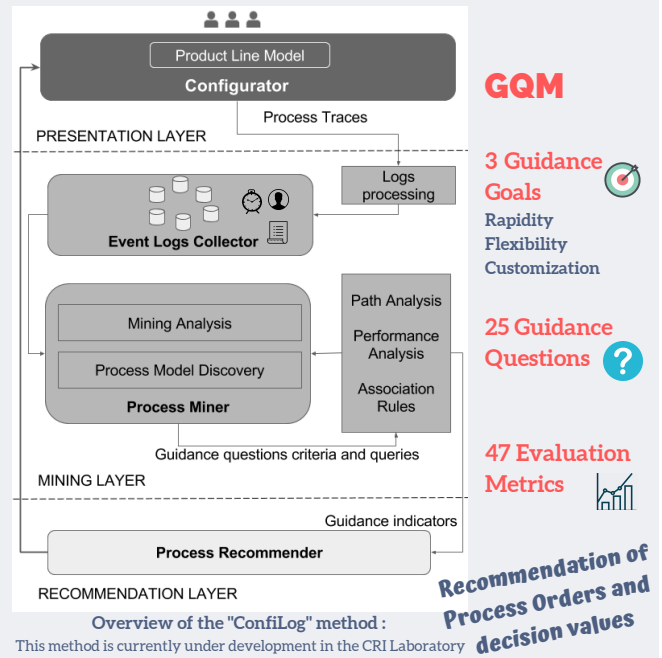 Product Line Model
Configurator
Process Traces
PRESENTATION LAYER
Logs
processing
Event Logs Collector
Mining Analysis
Process Model Discovery
Process Miner
Path Analysis
Performance
Analysis
Association
Rules
Guidance questions criteria and queries
MINING LAYER
Guidance indicators
Process Recommender
RECOMMENDATION LAYER
GQM
3 Guidance
Goals
Rapidity
Flexibility
Customization
25 Guidance
Questions
?
47 Evaluation
Metrics
Recommendation of
Process Orders and
decision values
Overview of the "ConfiLog" method :
This method is currently under development in the CRI Laboratory